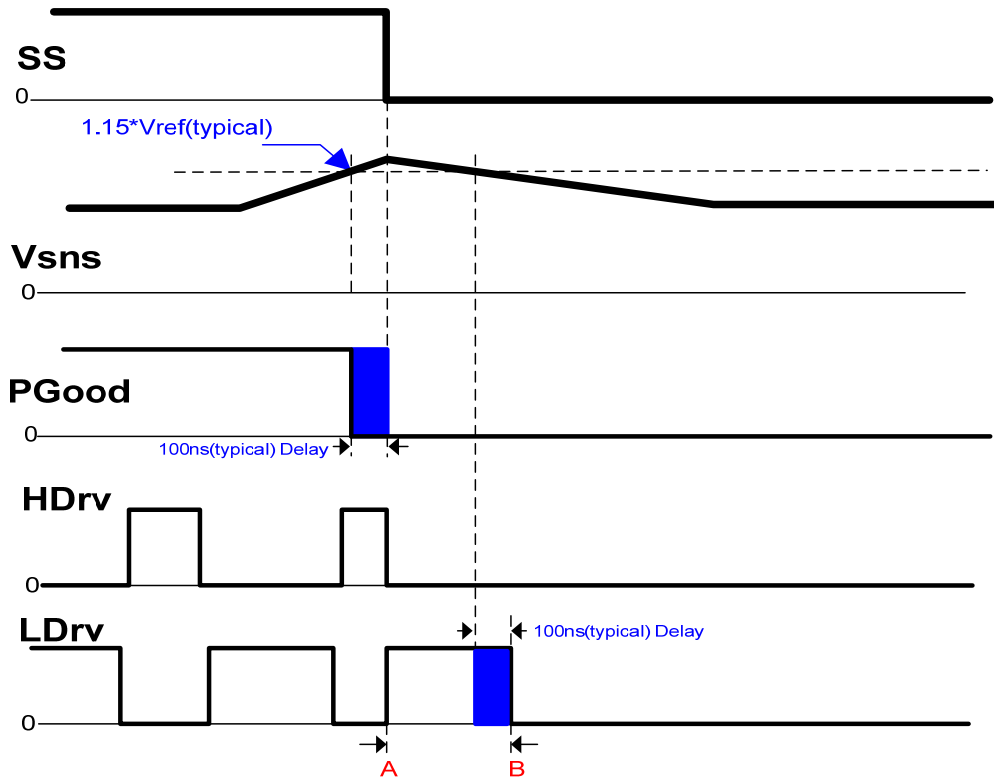 SS
0
1.15*Vref(typical)
Vsns
0
PGood
0
100ns(typical) Delay
HDrv
0
LDrv
100ns(typical) Delay
0
A
B